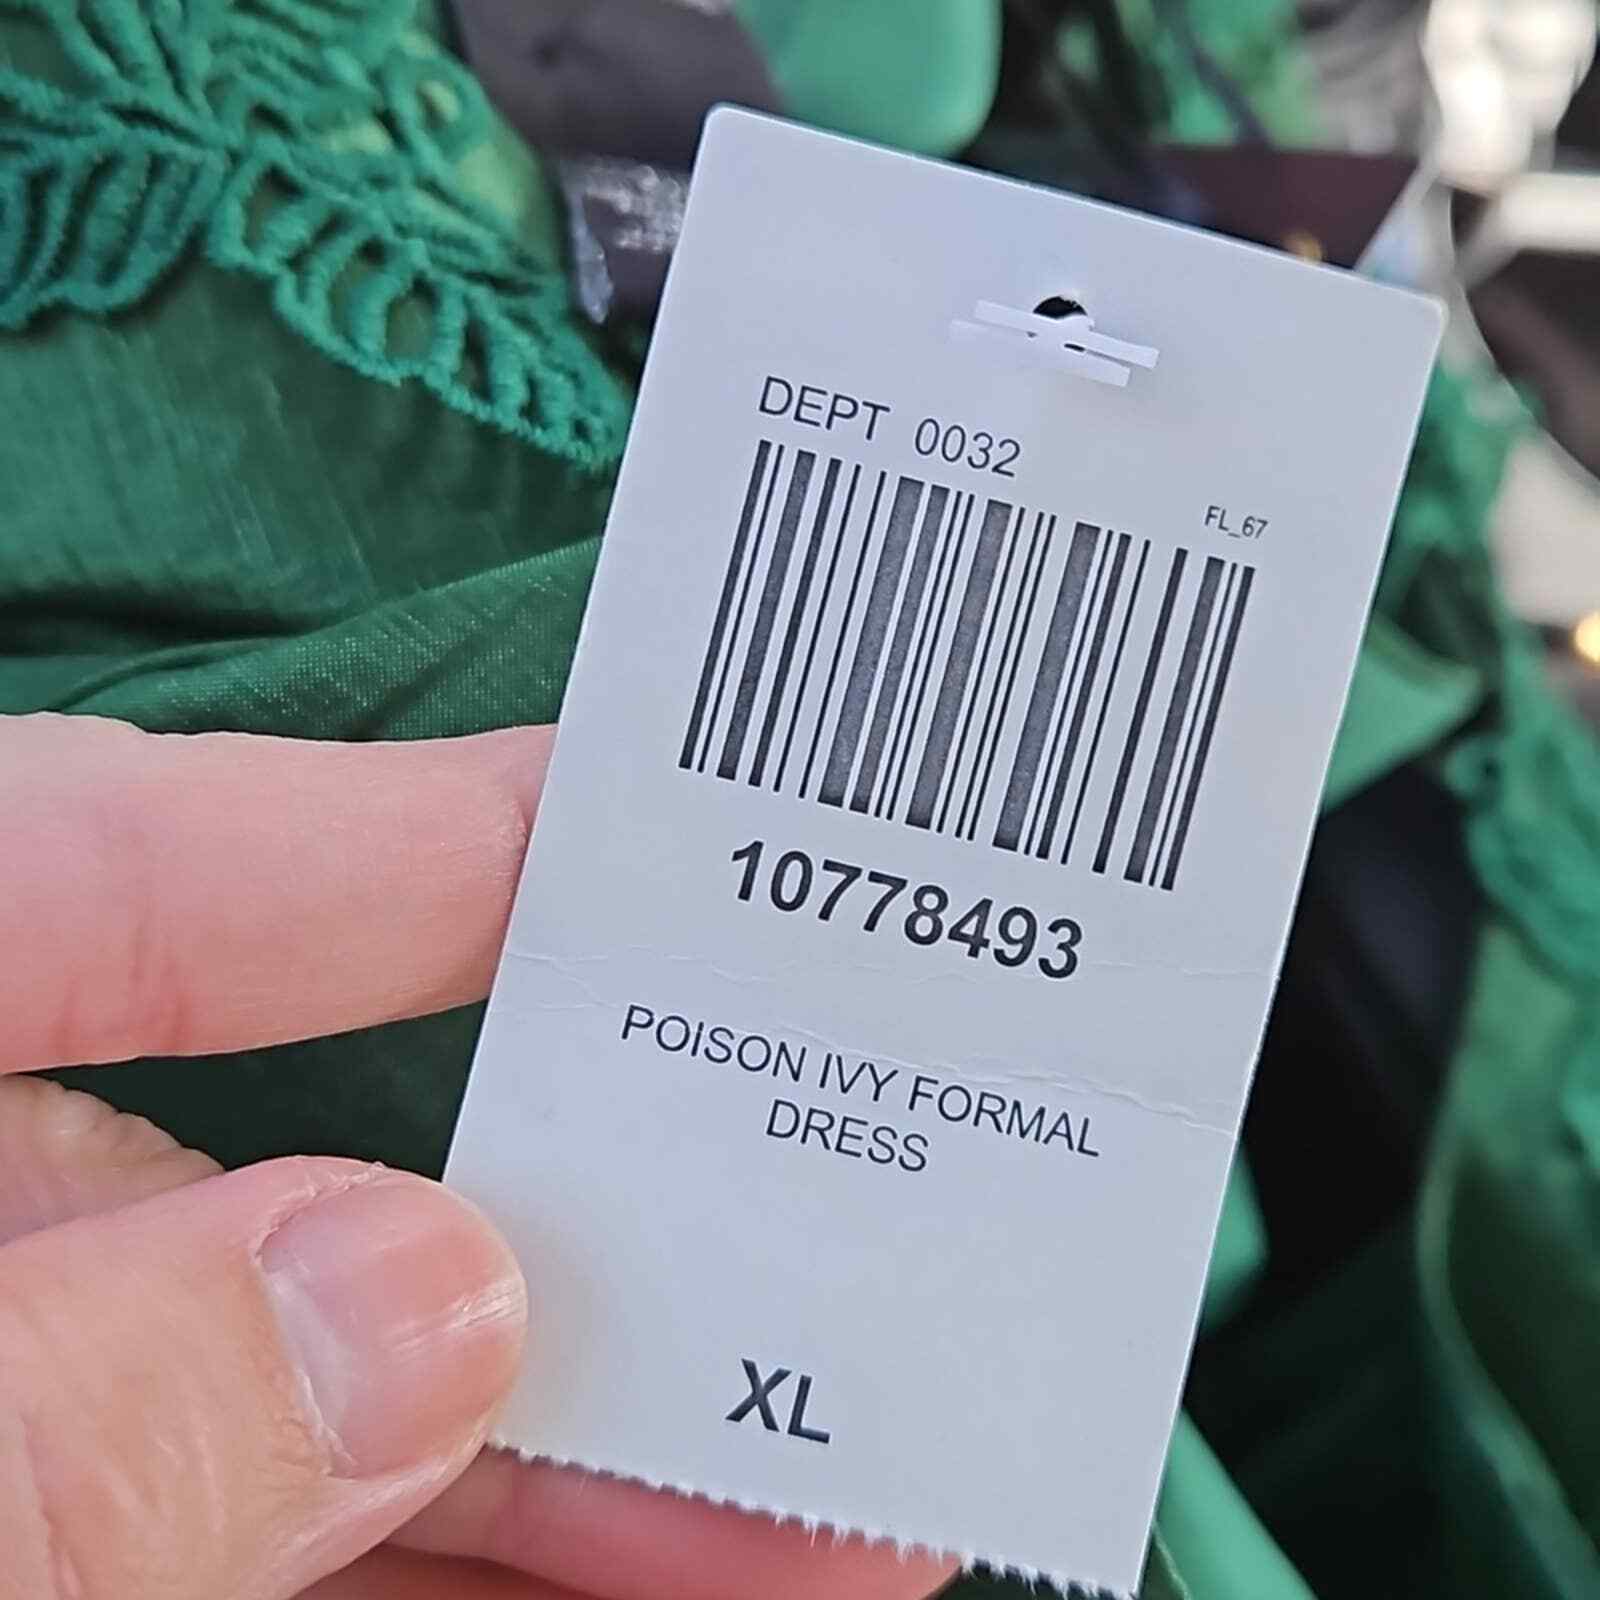 DEPT 0032
FL_67
10778493
POISON IVY FORMAL
DRESS
XL